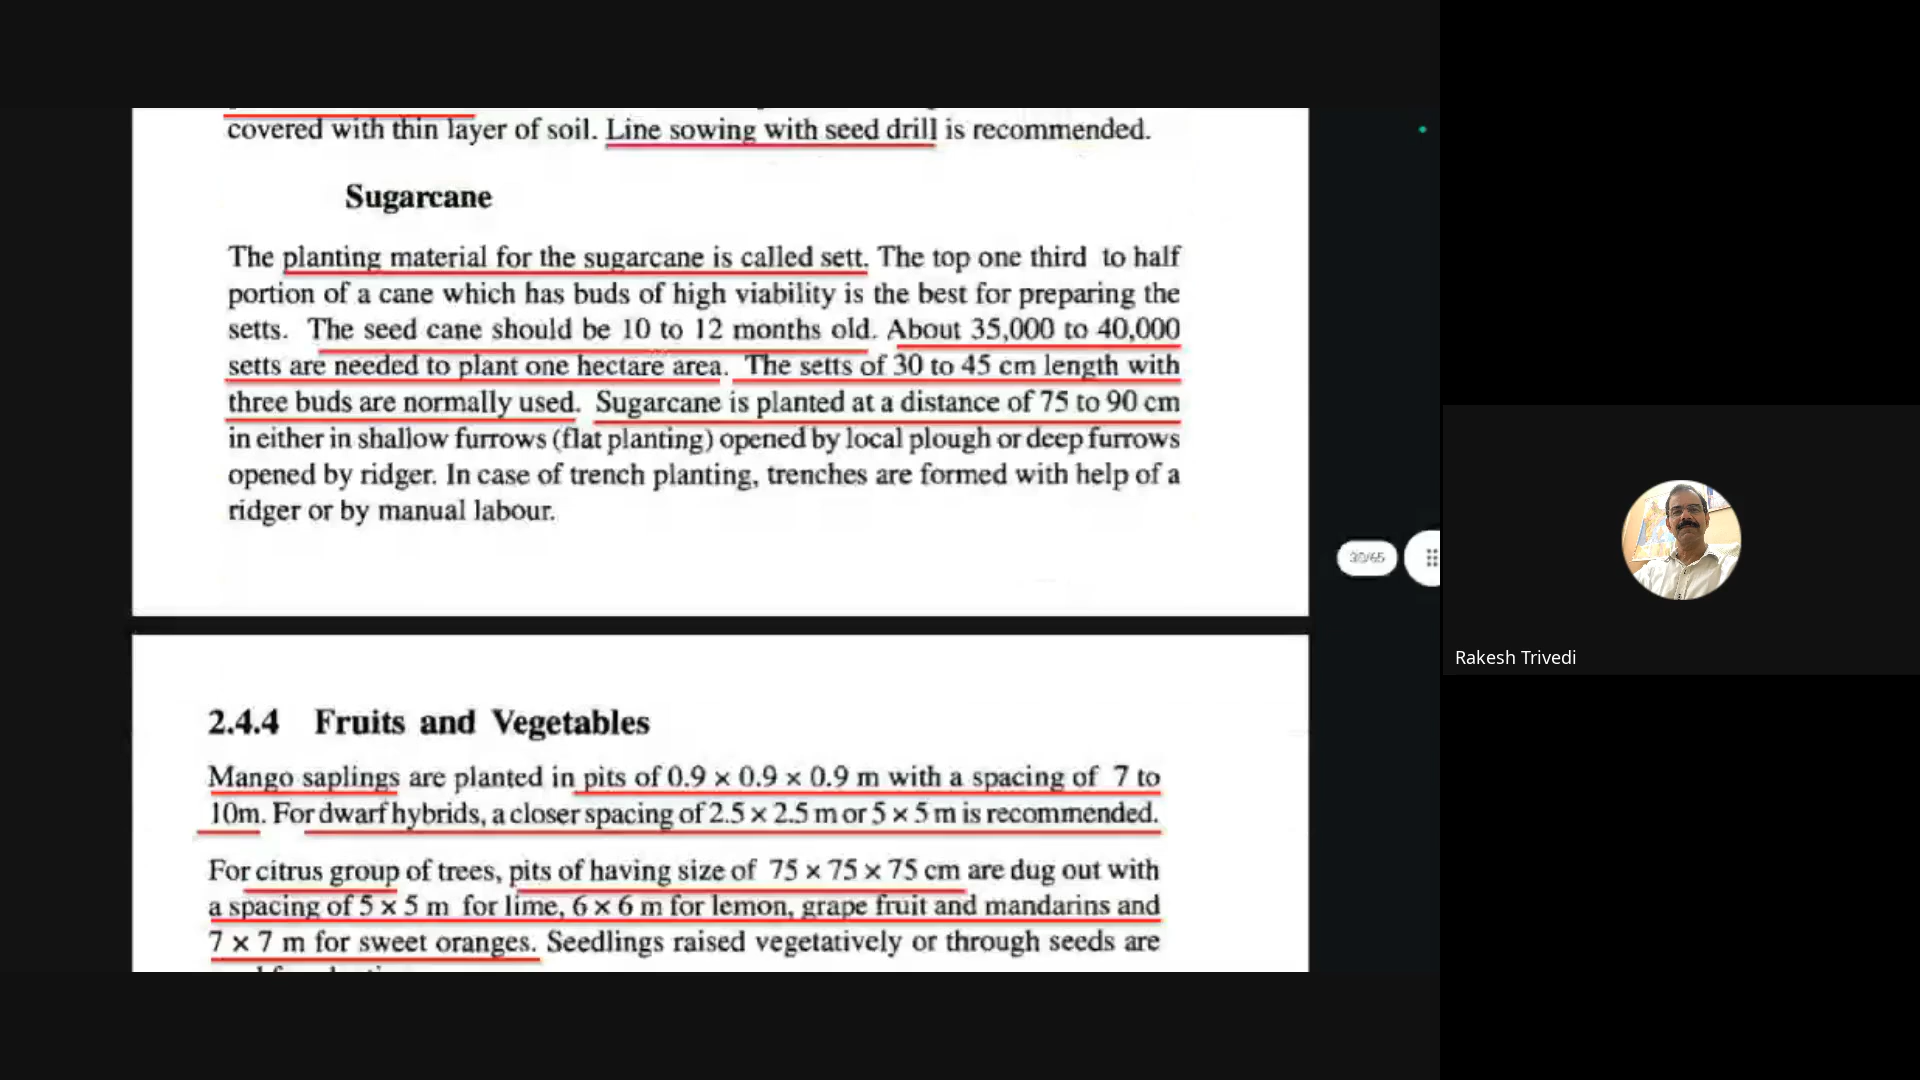 covered with thin layer of soil. Line sowing with seed drill is recommended.
Sugarcane
The planting material for the sugarcane is called sett. The top one third to half
portion of a cane which has buds of high viability is the best for preparing the
setts. The seed cane should be 10 to 12 months old. About 35,000 to 40,000
setts are needed to plant one hectare area. The setts of 30 to 45 cm length with
three buds are normally used. Sugarcane is planted at a distance of 75 to 90 cm
in either in shallow furrows (flat planting) opened by local plough or deep furrows
opened by ridger. In case of trench planting, trenches are formed with help of a
ridger or by manual labour.
30/65
Rakesh Trivedi
2.4.4 Fruits and Vegetables
Mango saplings are planted in pits of 0.9 × 0.9 × 0.9 m with a spacing of 7 to
10m. For dwarf hybrids, a closer spacing of 2.5 × 2.5 m or 5 × 5 m is recommended.
For citrus group of trees, pits of having size of 75 × 75 × 75 cm are dug out with
a spacing of 5 x 5 m for lime, 6 × 6 m for lemon, grape fruit and mandarins and
7 × 7 m for sweet oranges. Seedlings raised vegetatively or through seeds are